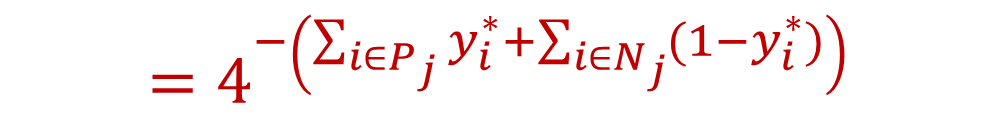 = 4^{-\left(\sum_{i \in P_j} y_i^* + \sum_{i \in N_j} (1 - y_i^*)\right)}